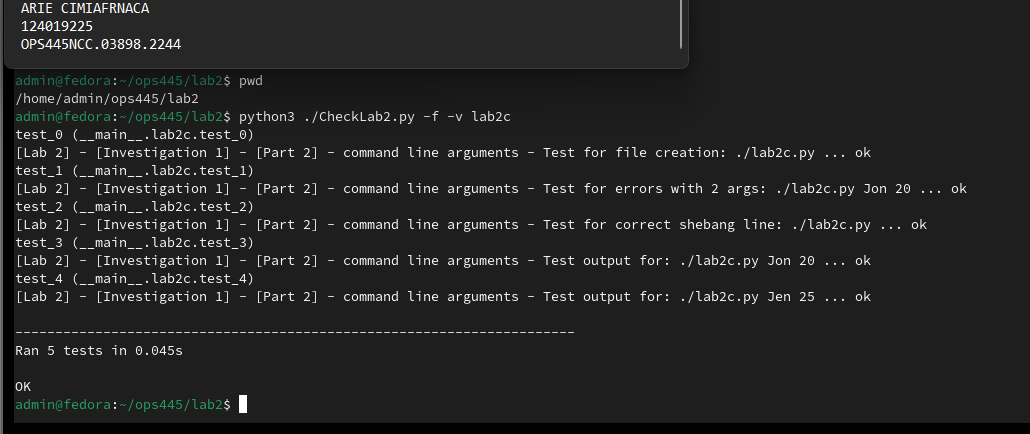 ARIE CIMIAFRNACA
124019225
OPS445NCC.03898.2244
admin@fedora:~/ops445/lab2$ pwd
/home/admin/ops445/lab2
admin@fedora:~/ops445/lab2$ python3 ./CheckLab2.py -f -v lab2c
test_0 (__main__.lab2c.test_0)
[Lab 2] - [Investigation 1] - [Part 2] - command line arguments - Test for file creation: ./lab2c.py ... ok
test_1 (__main__.lab2c.test_1)
[Lab 2] - [Investigation 1] - [Part 2] - command line arguments - Test for errors with 2 args: ./lab2c.py Jon 20 ... ok
test_2 (__main__.lab2c.test_2)
[Lab 2] - [Investigation 1] - [Part 2] - command line arguments - Test for correct shebang line: ./lab2c.py ... ok
test_3 (__main__.lab2c.test_3)
[Lab 2] - [Investigation 1] - [Part 2] - command line arguments - Test output for: ./lab2c.py Jon 20 ... ok
test_4 (__main__.lab2c.test_4)
[Lab 2] - [Investigation 1] - [Part 2] - command line arguments - Test output for: ./lab2c.py Jen 25 ... ok
----------------------------------------------------------------------
Ran 5 tests in 0.045s
OK
admin@fedora:~/ops445/lab2$